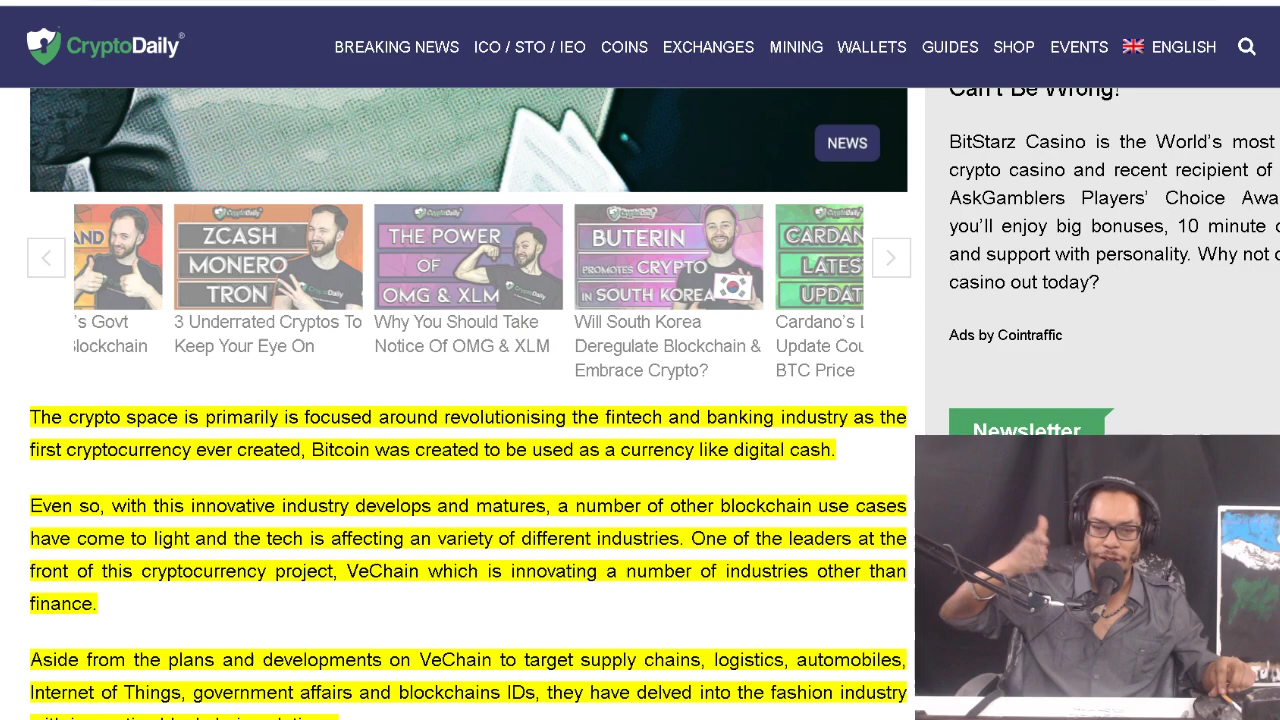 CryptoDaily®
BREAKING NEWS ICO / STO / IEO COINS EXCHANGES MINING WALLETS GUIDES SHOP EVENTS ENGLISH
NEWS
AND
CryptoDaily
ZCASH
MONERO
TRON
CryptoDaily
CryptoDaily
THE POWER
OF
OMG & XLM
CryptoDaily
CryptoDaily
BUTERIN
PROMOTES CRYPTO
IN SOUTH KOREA
CryptoDaily
CARDAN
LATES
UPDAT
's Govt
Blockchain
3 Underrated Cryptos To
Keep Your Eye On
Why You Should Take
Notice Of OMG & XLM
Will South Korea
Deregulate Blockchain &
Embrace Crypto?
Cardano's L
Update Cou
BTC Price
The crypto space is primarily is focused around revolutionising the fintech and banking industry as the
first cryptocurrency ever created, Bitcoin was created to be used as a currency like digital cash.
Even so, with this innovative industry develops and matures, a number of other blockchain use cases
have come to light and the tech is affecting an variety of different industries. One of the leaders at the
front of this cryptocurrency project, VeChain which is innovating a number of industries other than
finance.
Aside from the plans and developments on VeChain to target supply chains, logistics, automobiles,
Internet of Things, government affairs and blockchains IDs, they have delved into the fashion industry
Can't Be Wrong!
BitStarz Casino is the World's most
crypto casino and recent recipient of
AskGamblers Players' Choice Awa
you'll enjoy big bonuses, 10 minute c
and support with personality. Why not c
casino out today?
Ads by Cointraffic
Newsletter